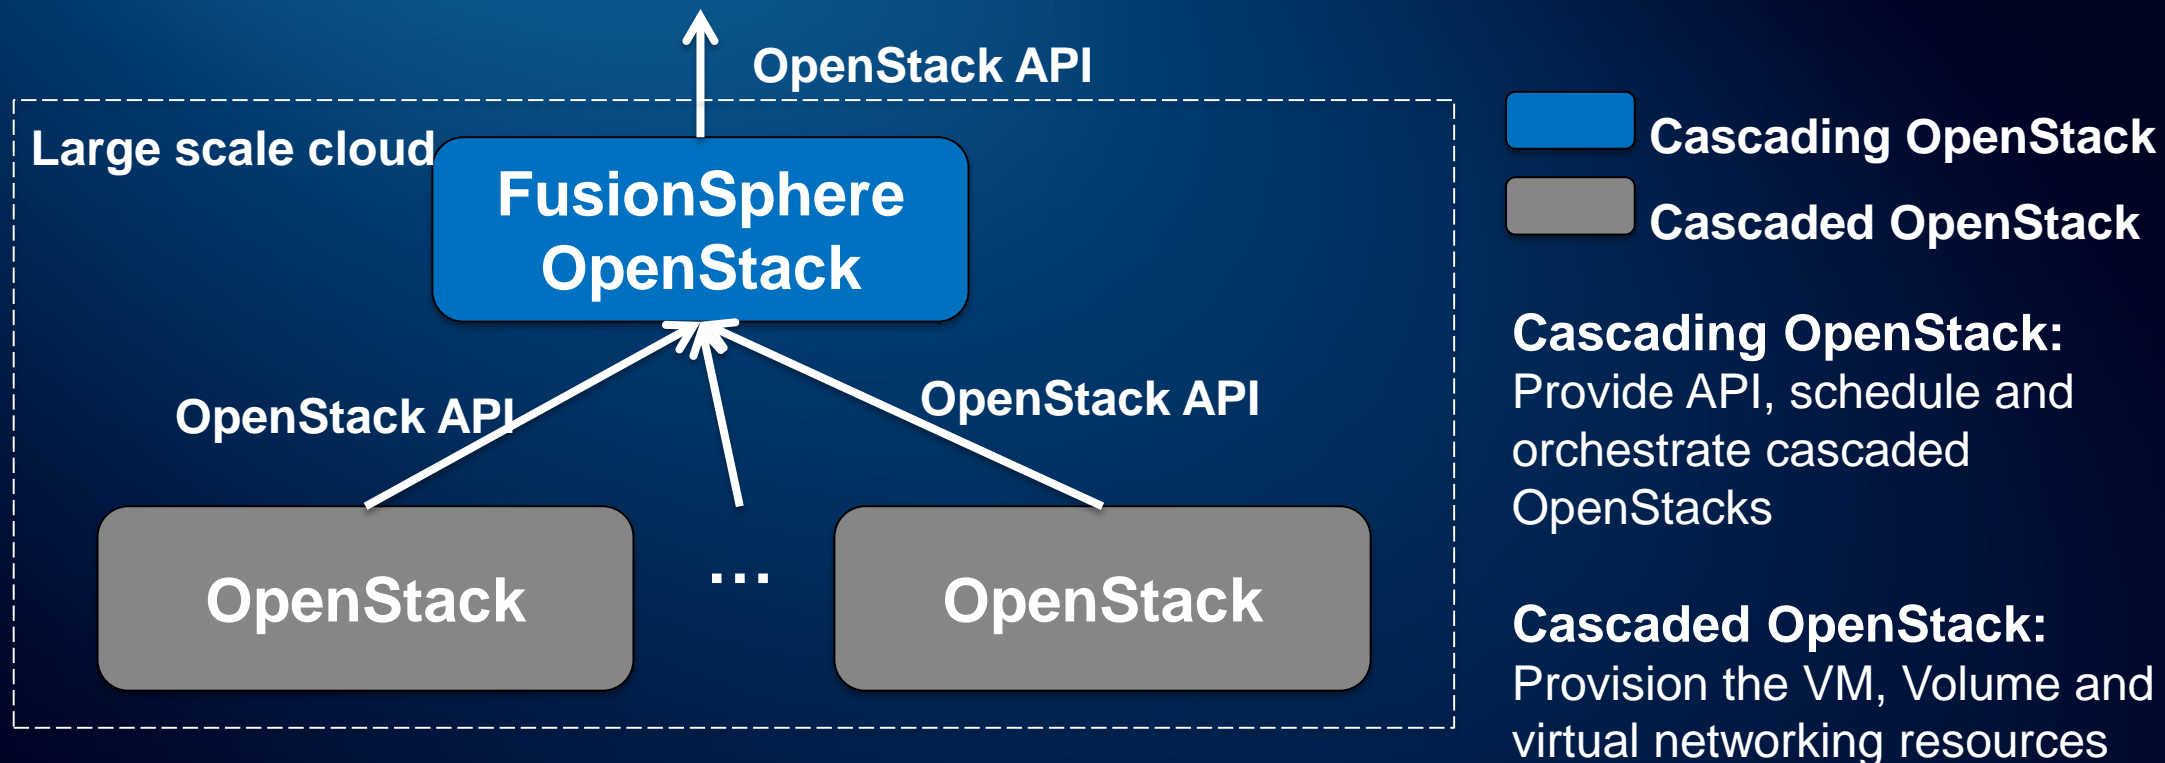 OpenStack API
Large scale cloud
FusionSphere
OpenStack
OpenStack API
OpenStack API
OpenStack
...
OpenStack
Cascading OpenStack
Cascaded OpenStack
Cascading OpenStack:
Provide API, schedule and
orchestrate cascaded
OpenStacks
Cascaded OpenStack:
Provision the VM, Volume and
virtual networking resources